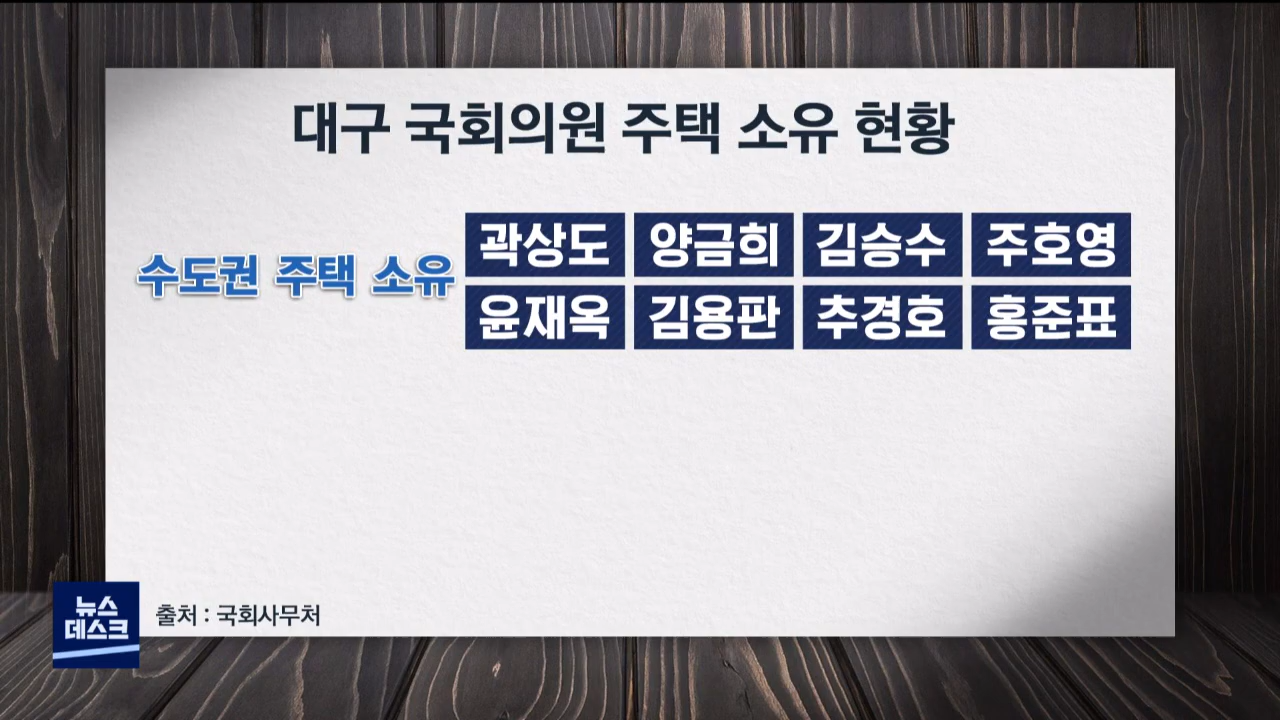 대구 국회의원 주택 소유 현황
수도권 주택 소유
곽상도 양금희 김승수 주호영
윤재옥 김용판 추경호 홍준표
뉴스
데스크
출처 : 국회사무처